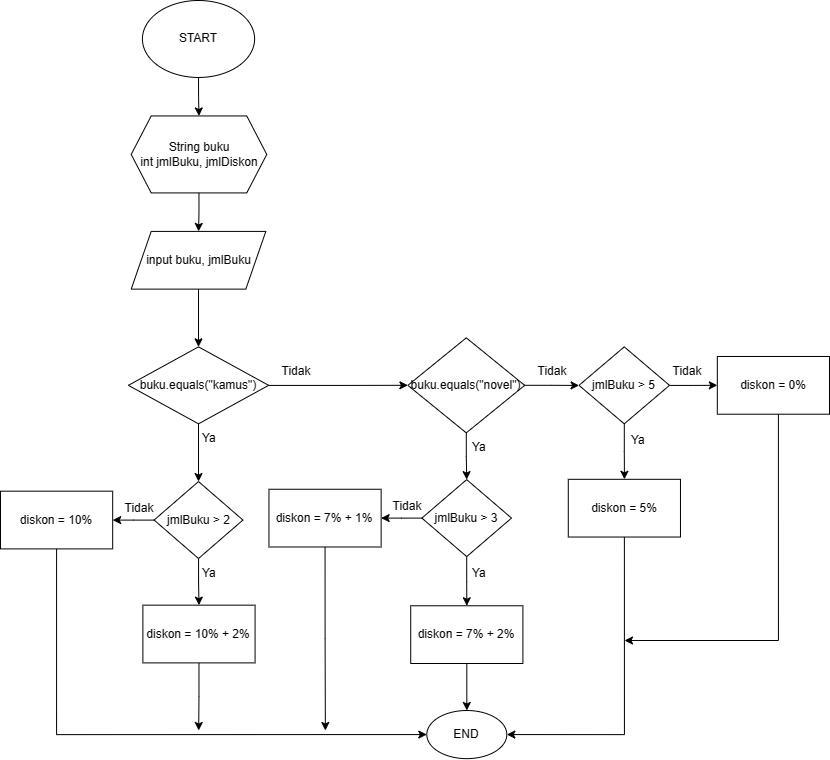 START
String buku
int jmlBuku, jmlDiskon
input buku, jmlBuku
buku.equals("kamus")
Tidak
buku.equals("novel")
Tidak
jmlBuku > 5
Tidak
diskon = 0%
Ya
Ya
Ya
diskon = 10%
Tidak
jmlBuku > 2
diskon = 7% + 1%
Tidak
jmlBuku > 3
diskon = 5%
Ya
Ya
diskon = 10% + 2%
diskon = 7% + 2%
END